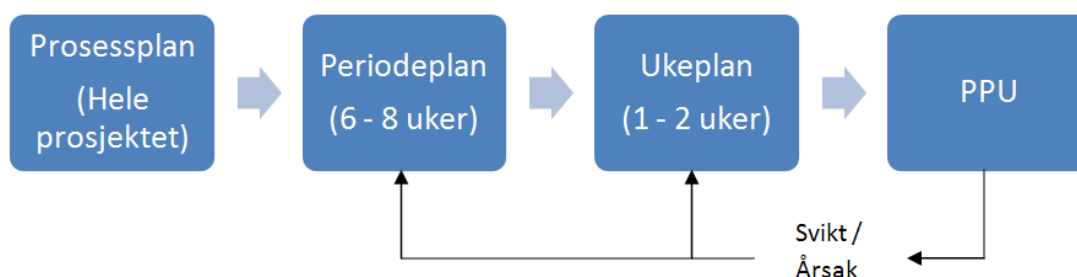 Prosessplan
(Hele
prosjektet)
Periodeplan
(6 - 8 uker)
Ukeplan
(1 - 2 uker)
PPU
Svikt /
Årsak